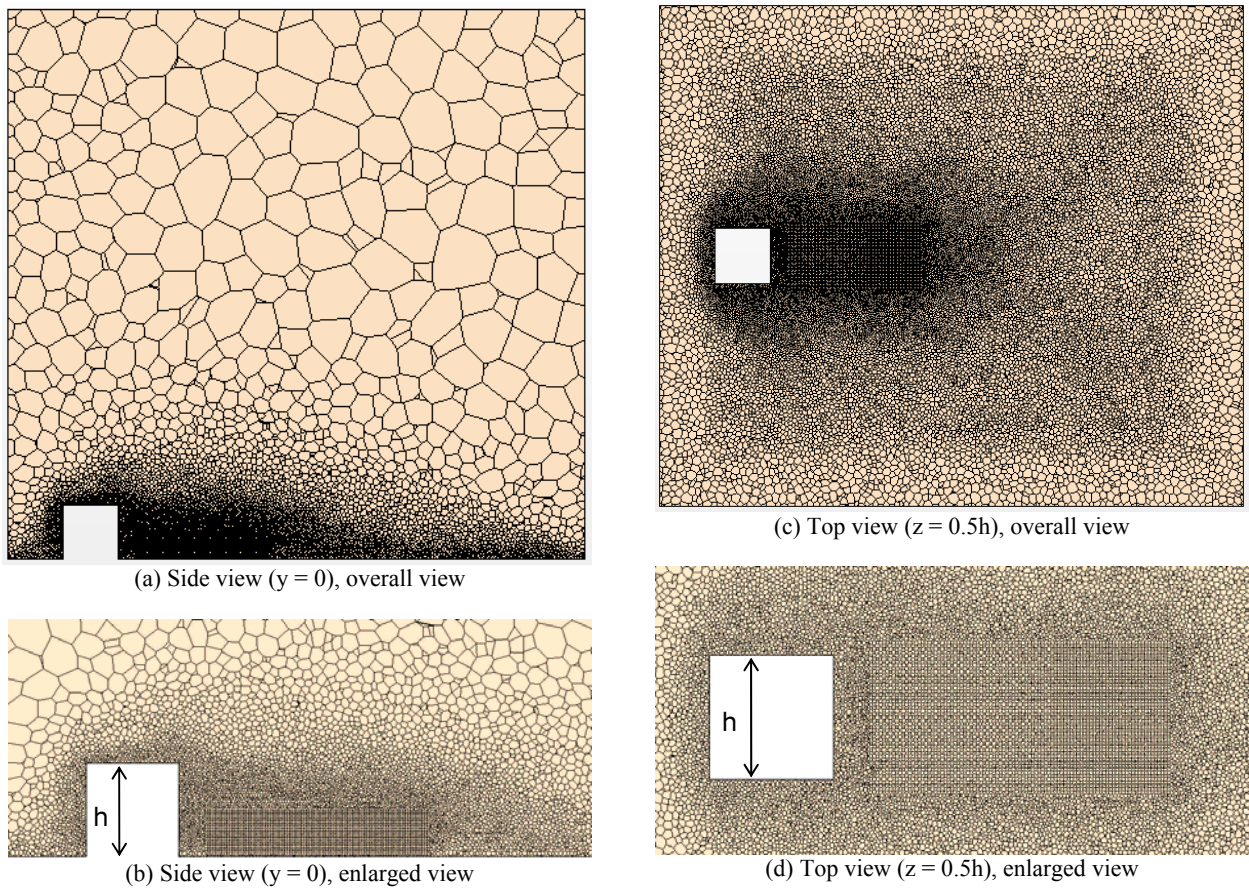 (a) Side view (y = 0), overall view
h
(b) Side view (y = 0), enlarged view
(c) Top view (z = 0.5h), overall view
h
(d) Top view (z = 0.5h), enlarged view